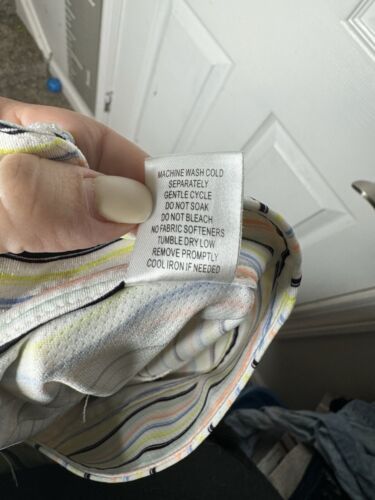 MACHINE WASH COLD
SEPARATELY
GENTLE CYCLE
DO NOT SOAK
DO NOT BLEACH
NO FABRIC SOFTENERS
TUMBLE DRY LOW
REMOVE PROMPTLY
COOL IRON IF NEEDED